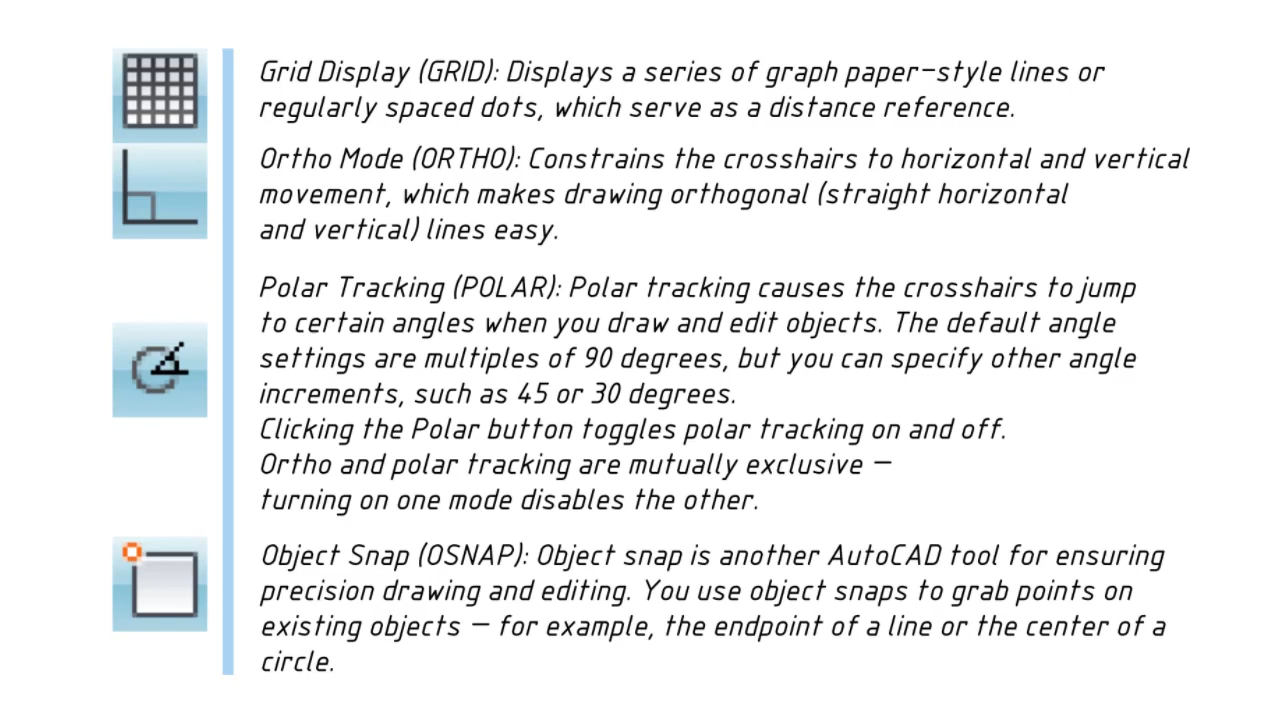 Grid Display (GRID): Displays a series of graph paper-style lines or
regularly spaced dots, which serve as a distance reference.
Ortho Mode (ORTHO): Constrains the crosshairs to horizontal and vertical
movement, which makes drawing orthogonal (straight horizontal
and vertical) lines easy.
Polar Tracking (POLAR): Polar tracking causes the crosshairs to jump
to certain angles when you draw and edit objects. The default angle
settings are multiples of 90 degrees, but you can specify other angle
increments, such as 45 or 30 degrees.
Clicking the Polar button toggles polar tracking on and off.
Ortho and polar tracking are mutually exclusive —
turning on one mode disables the other.
Object Snap (OSNAP): Object snap is another AutoCAD tool for ensuring
precision drawing and editing. You use object snaps to grab points on
existing objects — for example, the endpoint of a line or the center of a
circle.